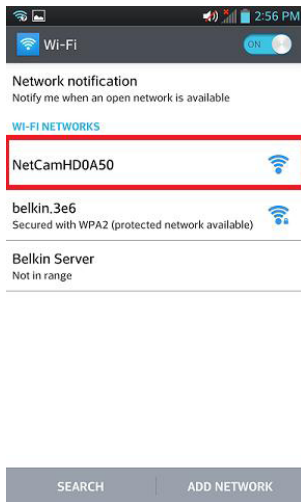 2:56 PM
Wi-Fi
ON
Network notification
Notify me when an open network is available
WI-FI NETWORKS
NetCamHD0A50
belkin.3e6
Secured with WPA2 (protected network available)
Belkin Server
Not in range
SEARCH
ADD NETWORK